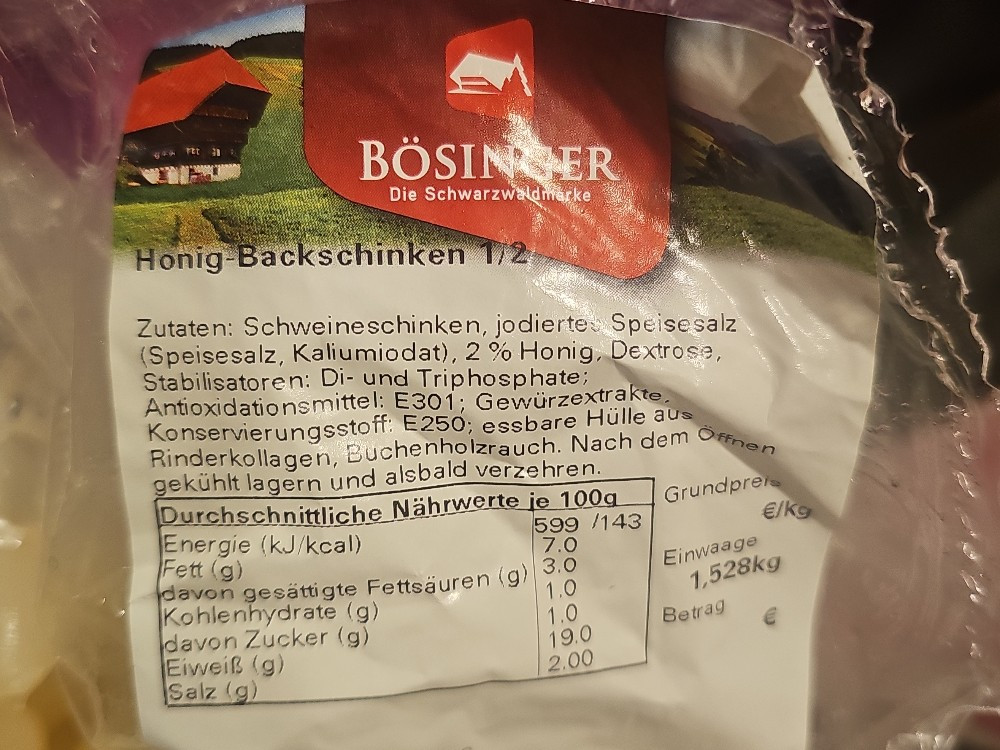 BÖSINGER
Die Schwarzwaldmarke
Honig-Backschinken 1/2
Zutaten: Schweineschinken, jodiertes Speisesalz
(Speisesalz, Kaliumiodat), 2 % Honig, Dextrose,
Stabilisatoren: Di- und Triphosphate;
Antioxidationsmittel: E301; Gewürzextrakte,
Konservierungsstoff: E250; essbare Hülle aus
Rinderkollagen, Buchenholzrauch. Nach dem Öffnen
gekühlt lagern und alsbald verzehren.
Durchschnittliche Nährwerte je 100g
Energie (kJ/kcal) 599 /143
Fett (g) 7.0
davon gesättigte Fettsäuren (g) 3.0
Kohlenhydrate (g) 1.0
davon Zucker (g) 1.0
Eiweiß (g) 19.0
Salz (g) 2.00
Grundpreis
€/kg
Einwaage
1,528kg
Betrag €